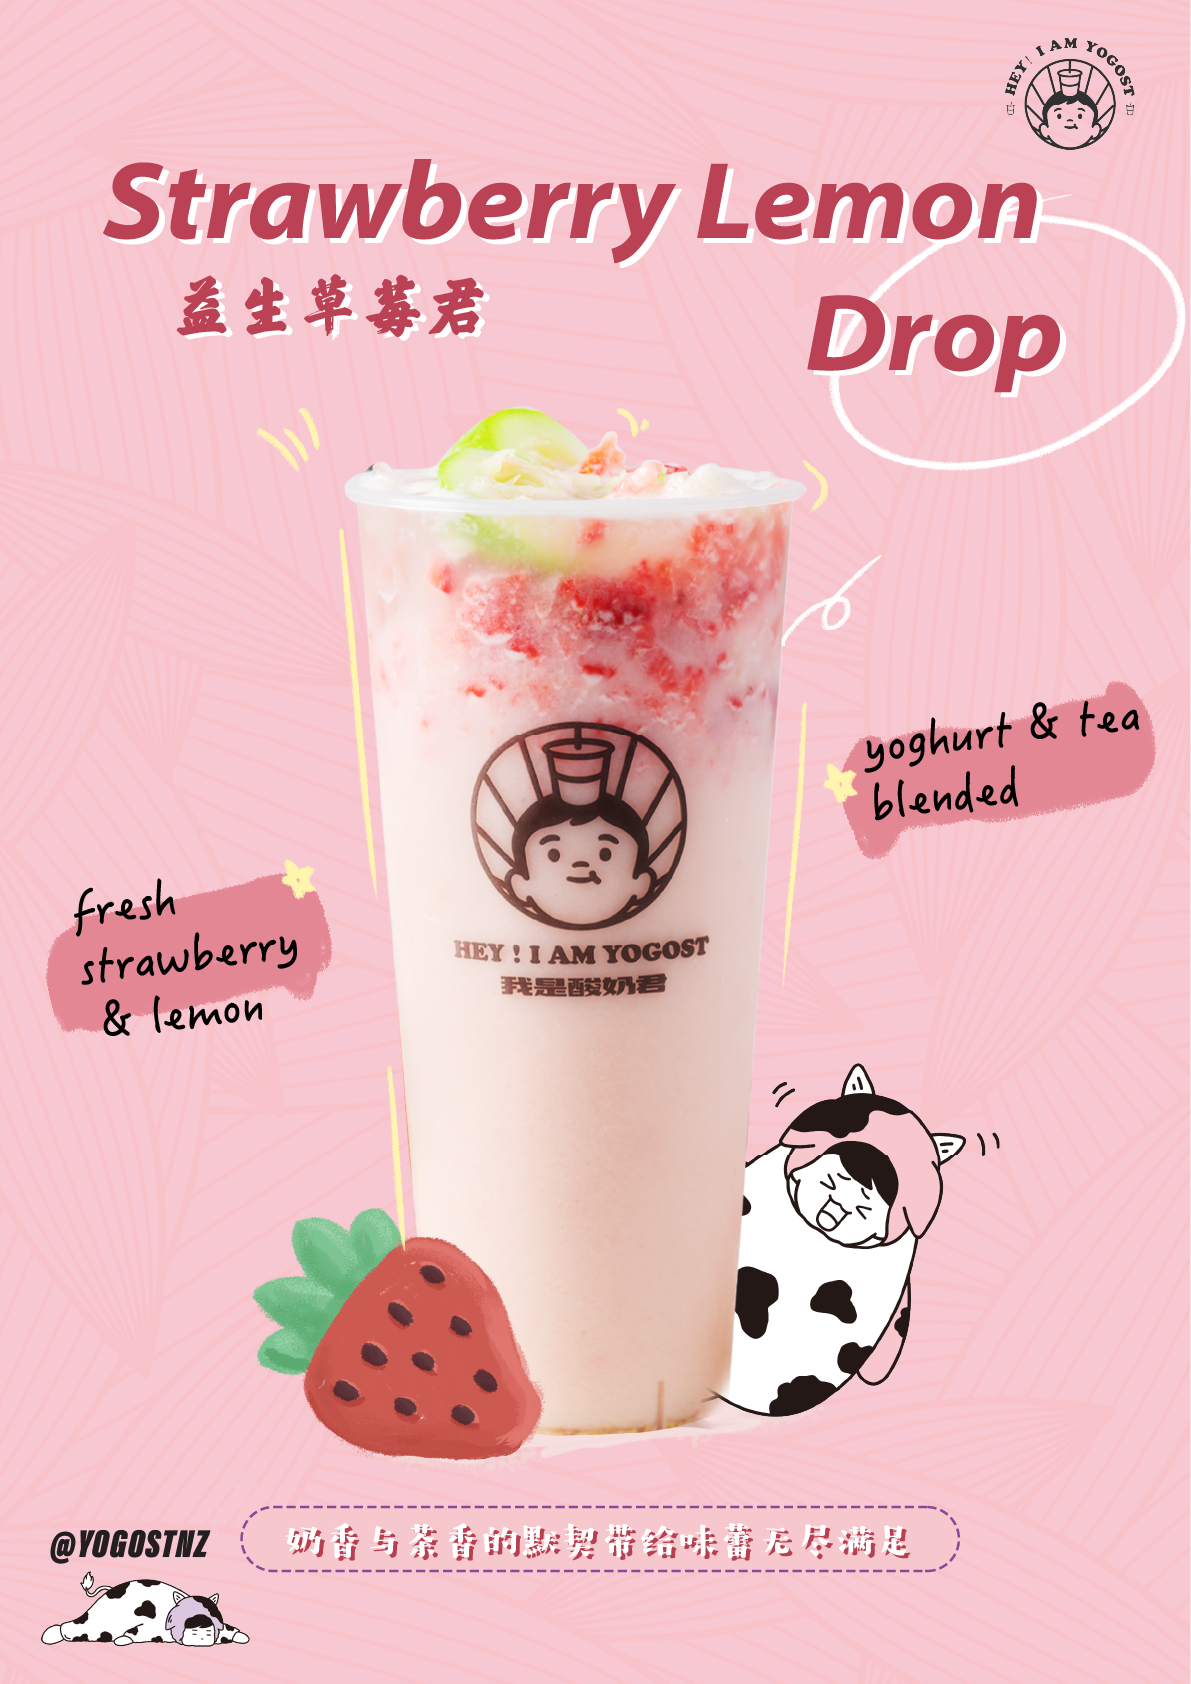 HEY! I AM YOGOST
Strawberry Lemon
Drop
益生草莓君
yoghurt & tea
blended
fresh
strawberry
& lemon
HEY ! I AM YOGOST
我是酸奶君
@YOGOSTNZ
奶香与茶香的默契带给味蕾无尽满足